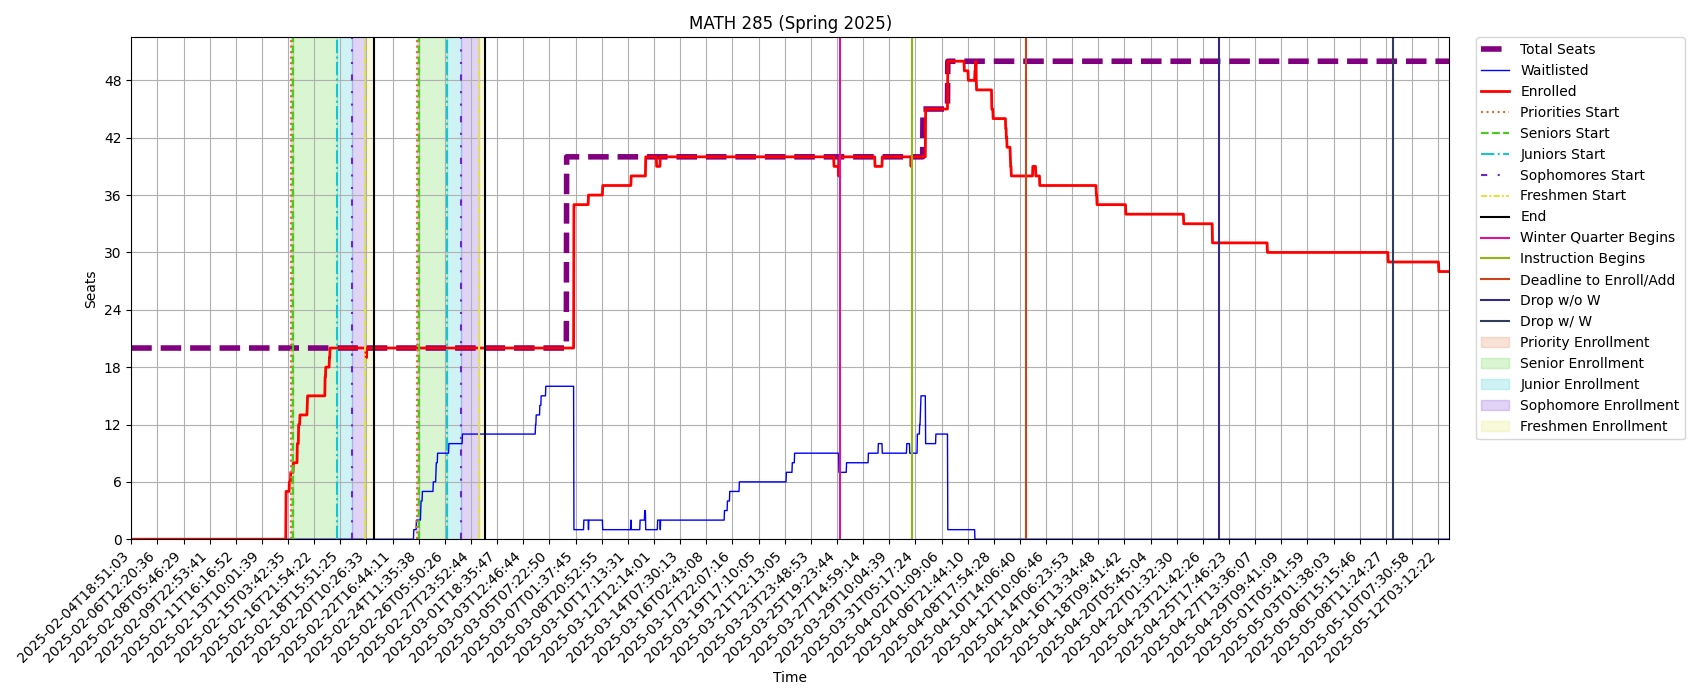 MATH 285 (Spring 2025)
Seats
48
42
36
30
24
18
12
6
0
2025-02-04T18:51:03
2025-02-06T12:20:36
2025-02-08T05:46:29
2025-02-09T22:53:41
2025-02-11T16:16:52
2025-02-13T10:01:39
2025-02-15T03:42:35
2025-02-16T21:54:22
2025-02-18T15:51:25
2025-02-20T10:26:33
2025-02-22T16:44:11
2025-02-24T11:35:38
2025-02-26T05:50:26
2025-02-27T23:52:44
2025-03-01T18:35:47
2025-03-03T12:46:44
2025-03-05T07:22:50
2025-03-07T01:37:45
2025-03-08T20:52:55
2025-03-10T17:13:31
2025-03-12T12:14:01
2025-03-14T07:30:13
2025-03-16T02:43:08
2025-03-17T22:07:16
2025-03-19T17:10:05
2025-03-21T12:13:05
2025-03-23T23:48:53
2025-03-25T19:23:44
2025-03-27T14:59:14
2025-03-29T10:04:39
2025-03-31T05:17:24
2025-04-02T01:09:06
2025-04-06T21:44:10
2025-04-08T17:54:28
2025-04-10T14:06:40
2025-04-12T10:06:46
2025-04-14T06:23:53
2025-04-16T13:34:48
2025-04-18T09:41:42
2025-04-20T05:45:04
2025-04-22T01:32:30
2025-04-23T21:42:26
2025-04-25T17:46:23
2025-04-27T13:36:07
2025-04-29T09:41:09
2025-05-01T05:41:59
2025-05-03T01:38:03
2025-05-06T15:15:46
2025-05-08T11:24:27
2025-05-10T07:30:58
2025-05-12T03:12:22
Time
Total Seats
Waitlisted
Enrolled
Priorities Start
Seniors Start
Juniors Start
Sophomores Start
Freshmen Start
End
Winter Quarter Begins
Instruction Begins
Deadline to Enroll/Add
Drop w/o W
Drop w/ W
Priority Enrollment
Senior Enrollment
Junior Enrollment
Sophomore Enrollment
Freshmen Enrollment